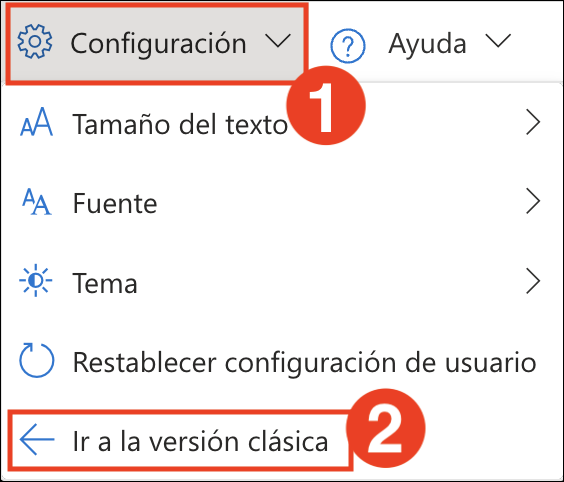 Configuración
Ayuda
1
Tamaño del texto
Fuente
Tema
Restablecer configuración de usuario
Ir a la versión clásica
2